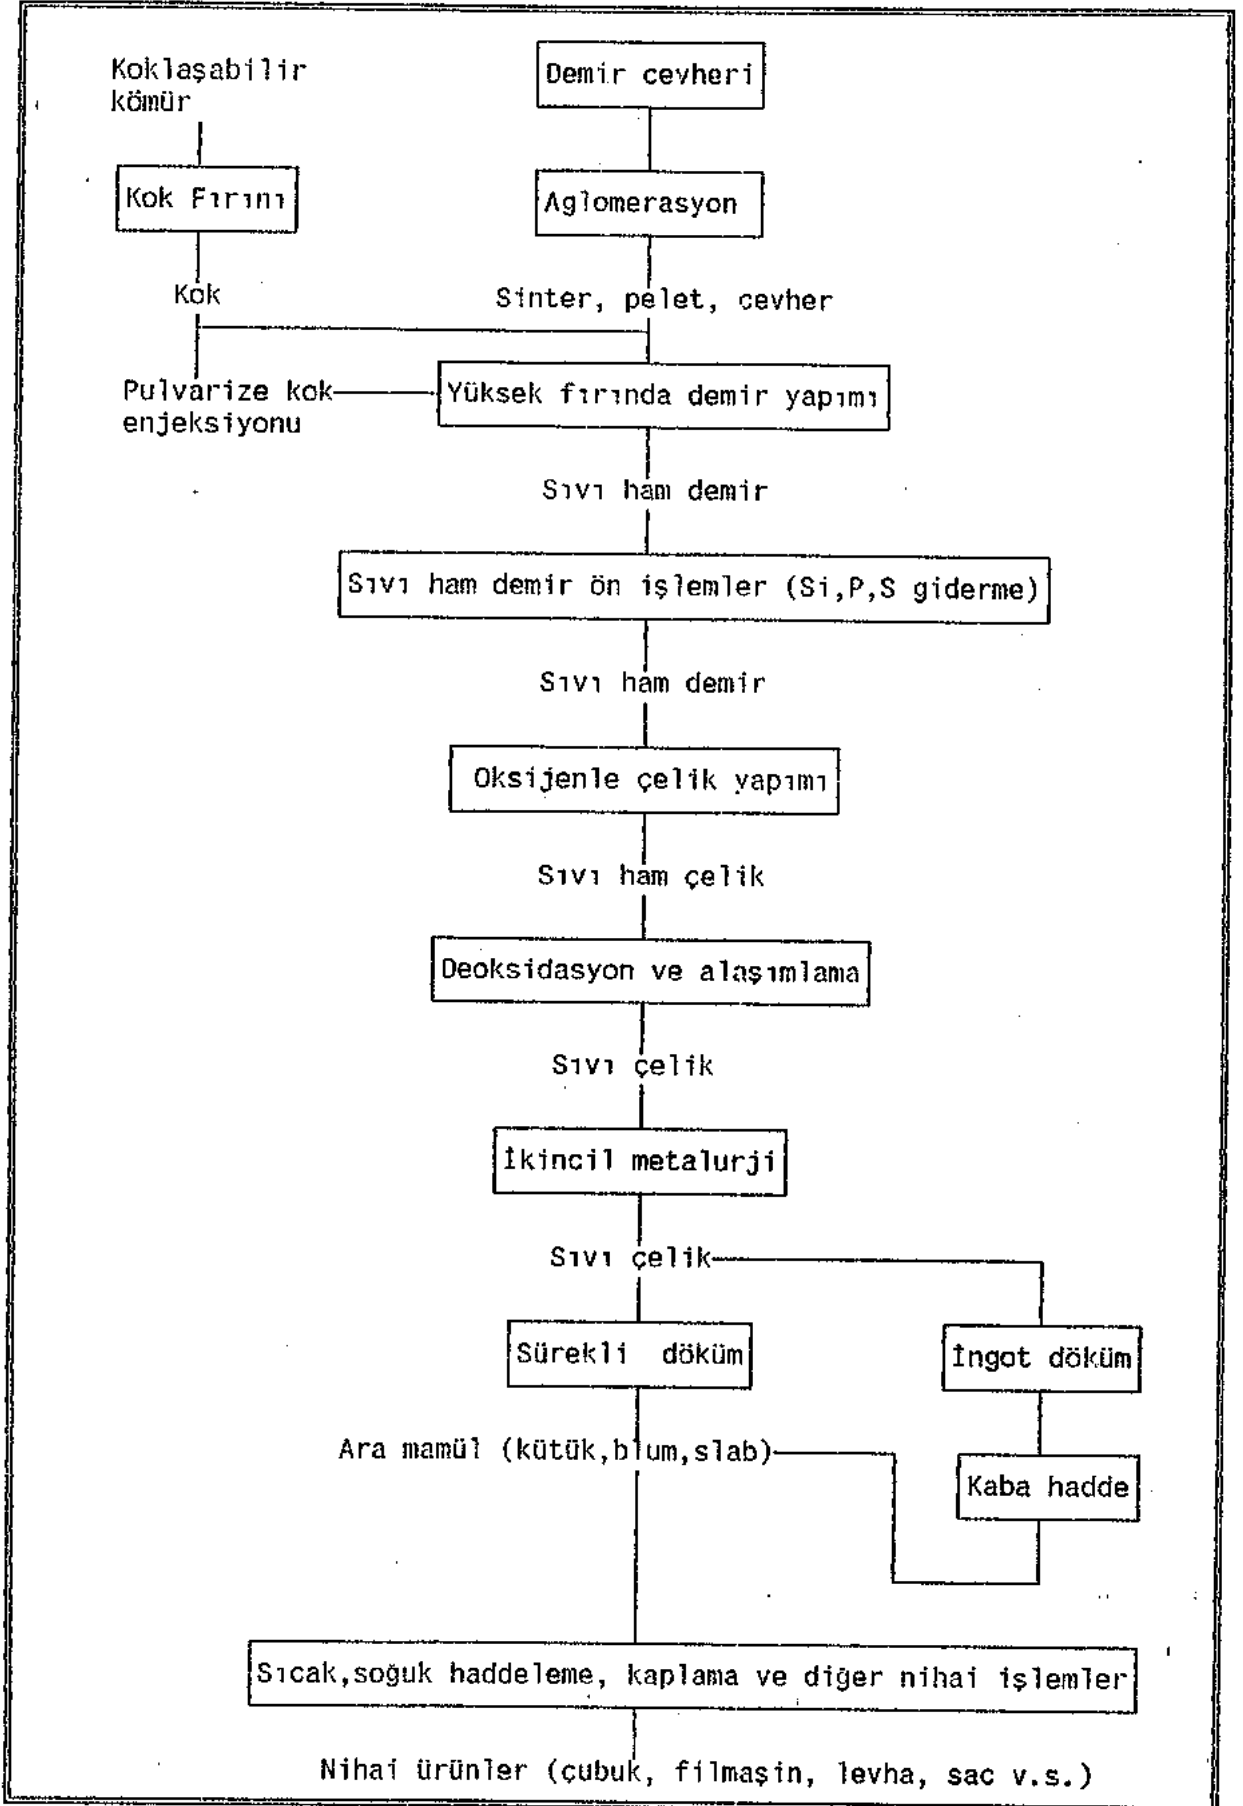 Koklaşabilir
kömür
Demir cevheri
Kok Fırını
Aglomerasyon
Kok
Sinter, pelet, cevher
Pulvarize kok
enjeksiyonu
Yüksek fırında demir yapımı
Sıvı ham demir
Sıvı ham demir ön işlemler (Si,P,S giderme)
Sıvı ham demir
Oksijenle çelik yapımı
Sıvı ham çelik
Deoksidasyon ve alaşımlama
Sıvı çelik
İkincil metalurji
Sıvı çelik
Sürekli döküm
İngot döküm
Ara mamül (kütük,blum,slab)
Kaba hadde
Sıcak,soğuk haddeleme, kaplama ve diğer nihai işlemler
Nihai ürünler (çubuk, filmaşin, levha, sac v.s.)